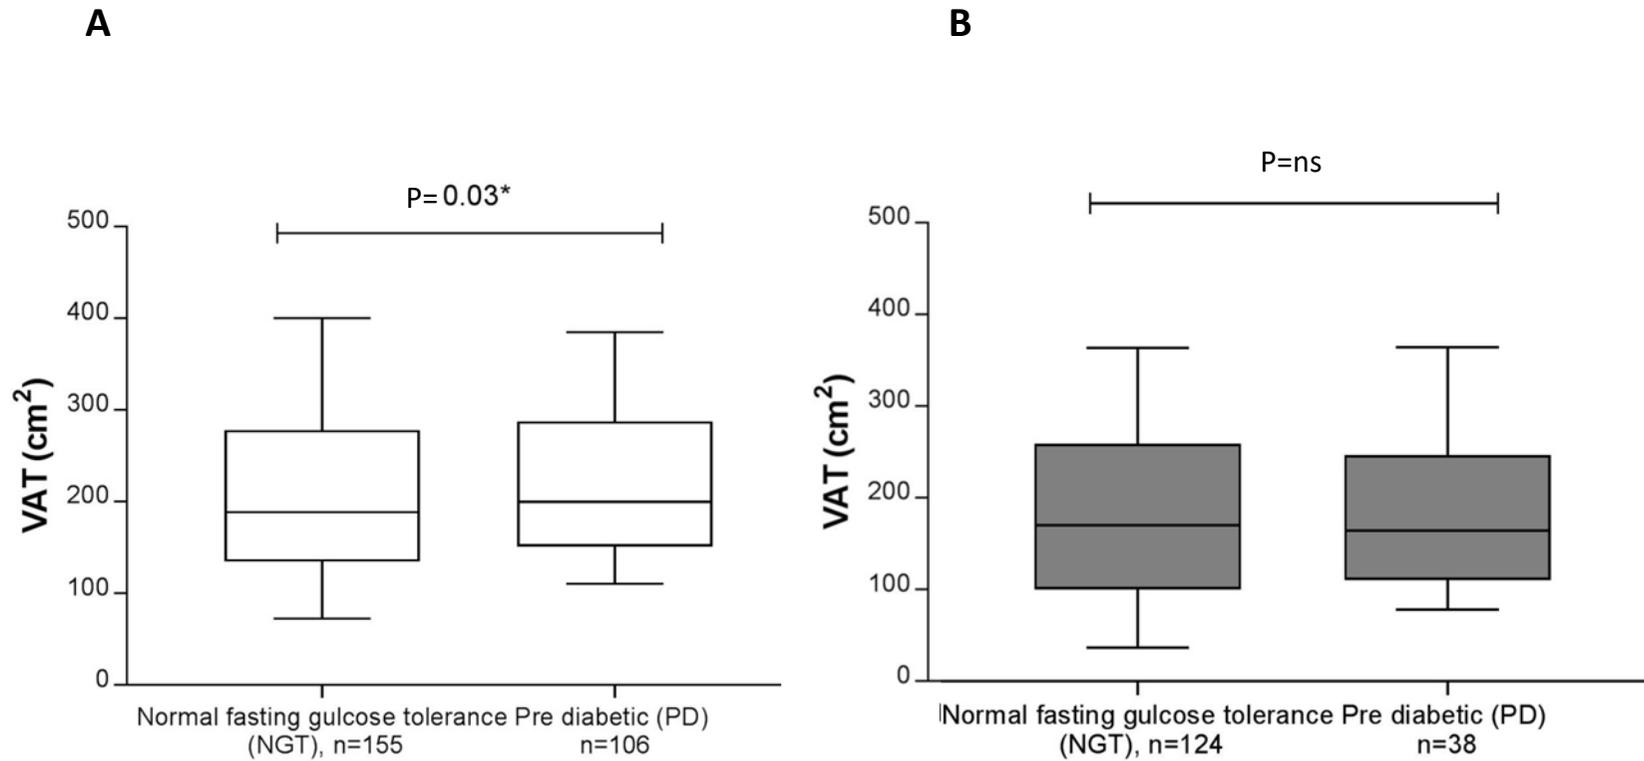 A
P= 0.03*
500
400
300
200
100
0
VAT (cm²)
Normal fasting gulcose tolerance Pre diabetic (PD)
(NGT), n=155 n=106
B
P=ns
500
400
300
200
100
0
VAT (cm²)
Normal fasting gulcose tolerance Pre diabetic (PD)
(NGT), n=124 n=38